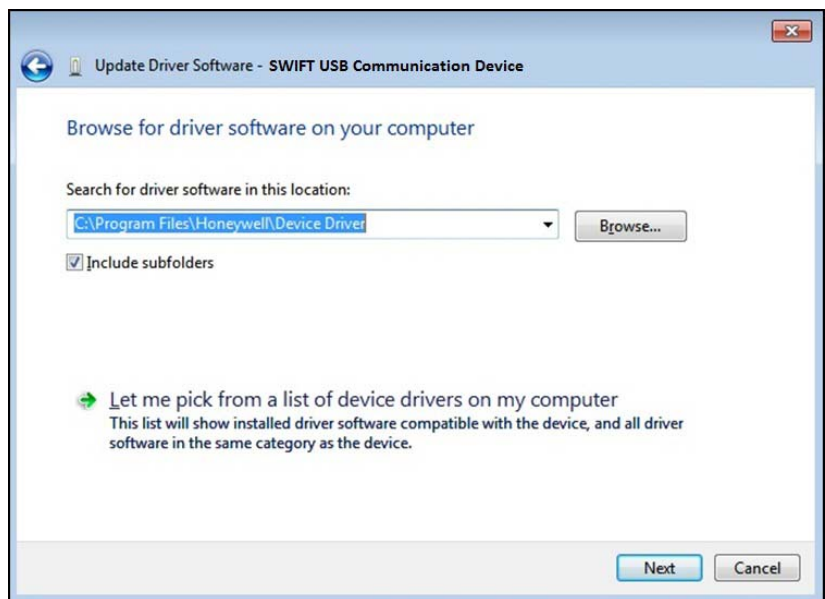 Update Driver Software - SWIFT USB Communication Device
Browse for driver software on your computer
Search for driver software in this location:
C:\Program Files\Honeywell\Device Driver
Browse...
Include subfolders
Let me pick from a list of device drivers on my computer
This list will show installed driver software compatible with the device, and all driver
software in the same category as the device.
Next
Cancel